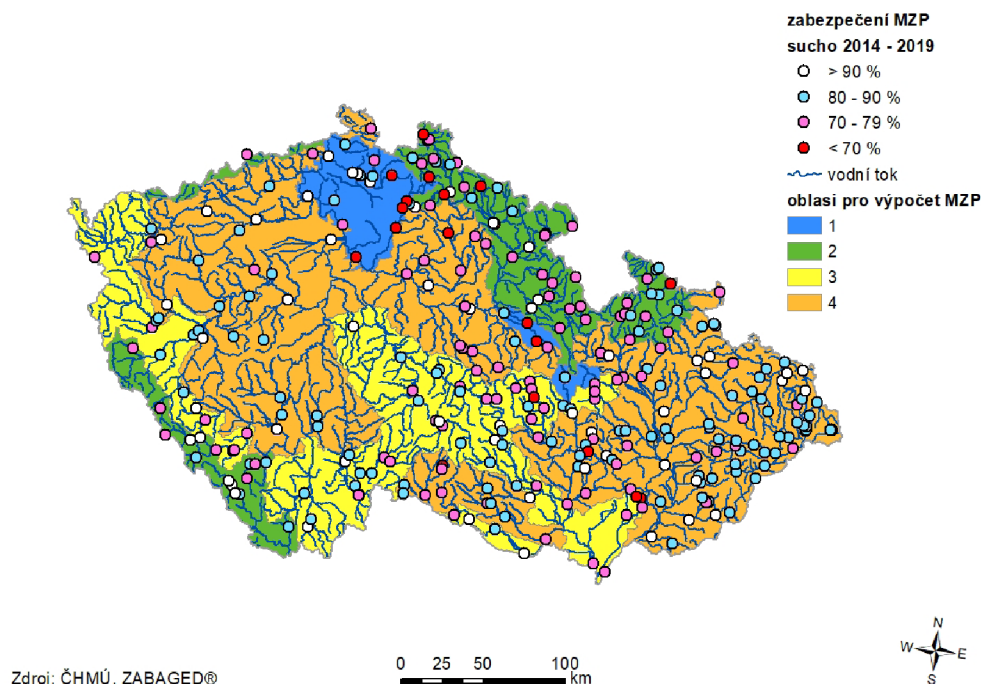 zabezpečení MZP
sucho 2014 - 2019
> 90 %
80 - 90 %
70 - 79 %
< 70 %
vodní tok
oblasi pro výpočet MZP
1
2
3
4
N
W
E
S
0 25 50 100
km
Zdroj: ČHMÚ, ZABAGED®